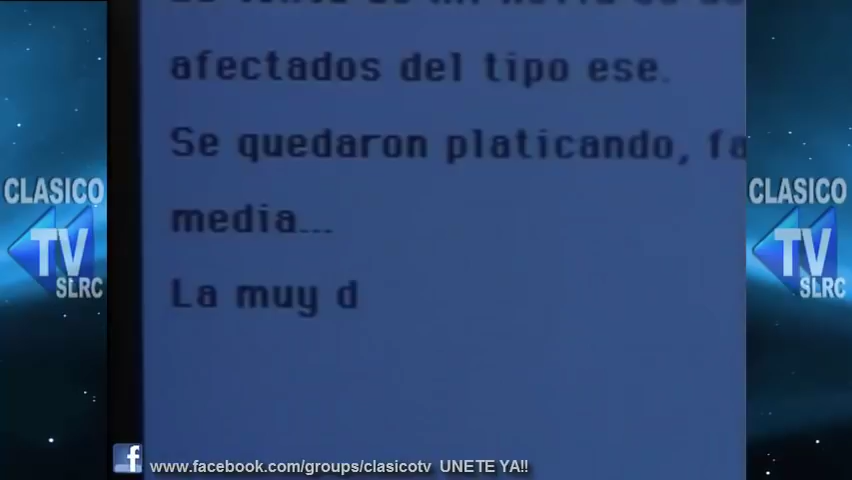 afectados del tipo ese.
Se quedaron platicando, fa
media...
La muy d
CLASICO
TV
SLRC
CLASICO
TV
SLRC
f www.facebook.com/groups/clasicotv UNETE YA!!